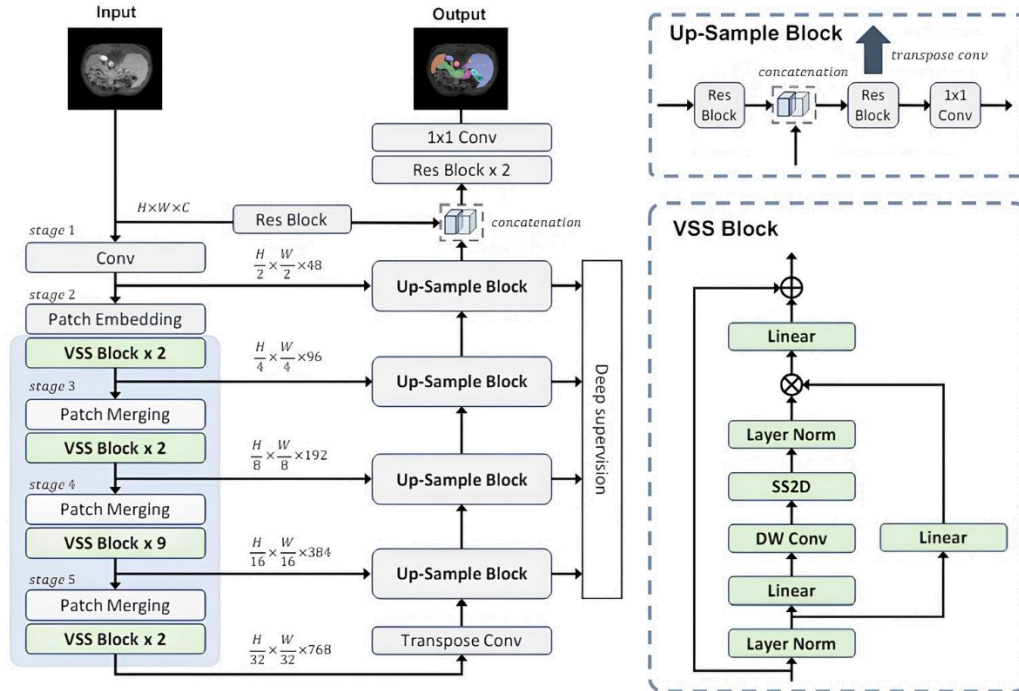 Input
Output
1x1 Conv
Res Block x 2
H×W×C
Res Block
concatenation
stage 1
Conv
H/2 × W/2 ×48
Up-Sample Block
stage 2
Patch Embedding
VSS Block x 2
H/4 × W/4 ×96
Up-Sample Block
stage 3
Patch Merging
VSS Block x 2
H/8 × W/8 ×192
Up-Sample Block
stage 4
Patch Merging
VSS Block x 9
H/16 × W/16 ×384
Up-Sample Block
stage 5
Patch Merging
VSS Block x 2
H/32 × W/32 ×768
Transpose Conv
Deep supervision
Up-Sample Block
transpose conv
concatenation
Res
Block
Res
Block
1x1
Conv
VSS Block
Linear
Layer Norm
SS2D
DW Conv
Linear
Linear
Layer Norm